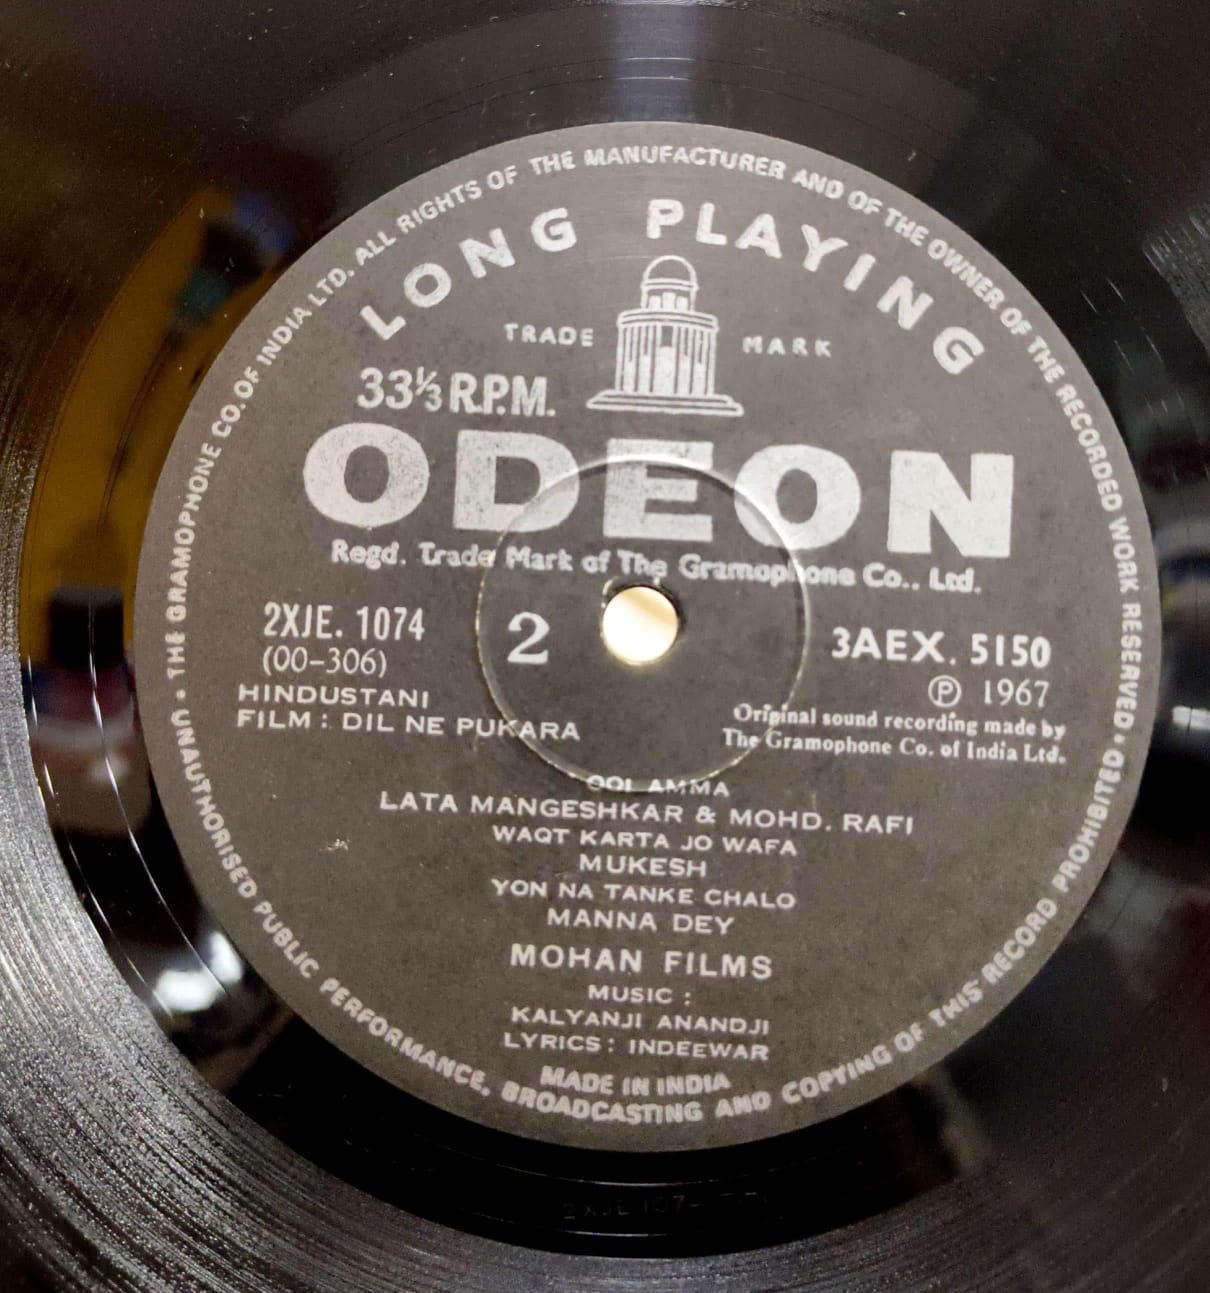 THE GRAMOPHONE CO. OF INDIA LTD. ALL RIGHTS OF THE MANUFACTURER AND OF THE OWNER OF THE RECORDED WORK RESERVED • UNAUTHORISED PUBLIC PERFORMANCE, BROADCASTING AND COPYING OF THIS RECORD PROHIBITED •
LONG PLAYING
TRADE MARK
33⅓ R.P.M.
ODEON
Regd. Trade Mark of The Gramophone Co., Ltd.
2XJE. 1074
(OO-306)
2
3AEX. 5150
℗ 1967
HINDUSTANI
FILM : DIL NE PUKARA
Original sound recording made by
The Gramophone Co. of India Ltd.
OOI AMMA
LATA MANGESHKAR & MOHD. RAFI
WAQT KARTA JO WAFA
MUKESH
YON NA TANKE CHALO
MANNA DEY
MOHAN FILMS
MUSIC :
KALYANJI ANANDJI
LYRICS : INDEEWAR
MADE IN INDIA